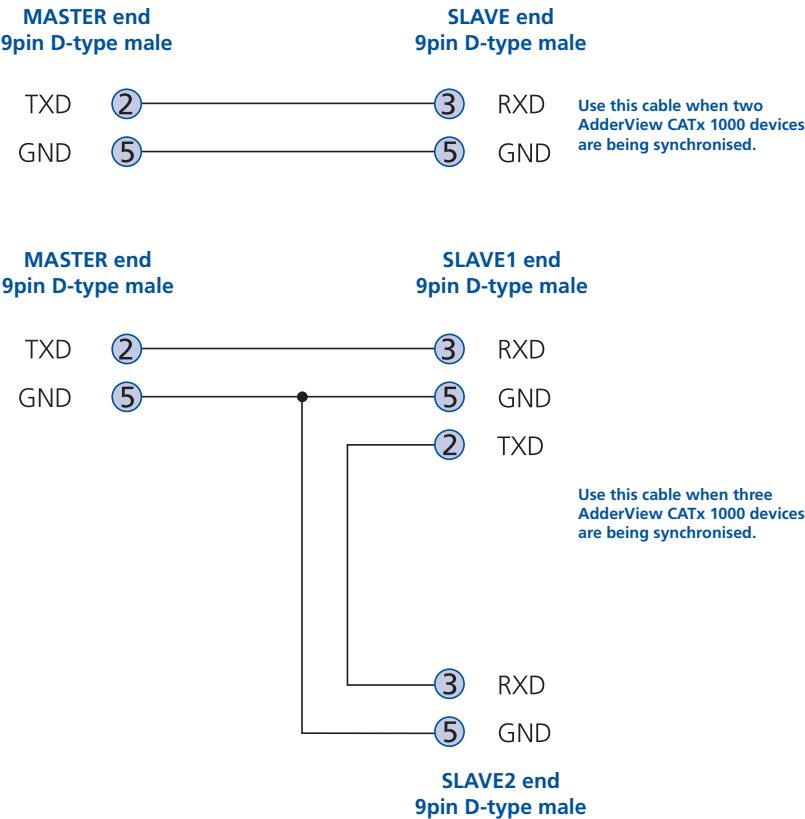 MASTER end
9pin D-type male
SLAVE end
9pin D-type male
TXD 2 3 RXD
GND 5 5 GND
Use this cable when two
AdderView CATx 1000 devices
are being synchronised.
MASTER end
9pin D-type male
SLAVE1 end
9pin D-type male
TXD 2 3 RXD
GND 5 5 GND
2 TXD
Use this cable when three
AdderView CATx 1000 devices
are being synchronised.
3 RXD
5 GND
SLAVE2 end
9pin D-type male